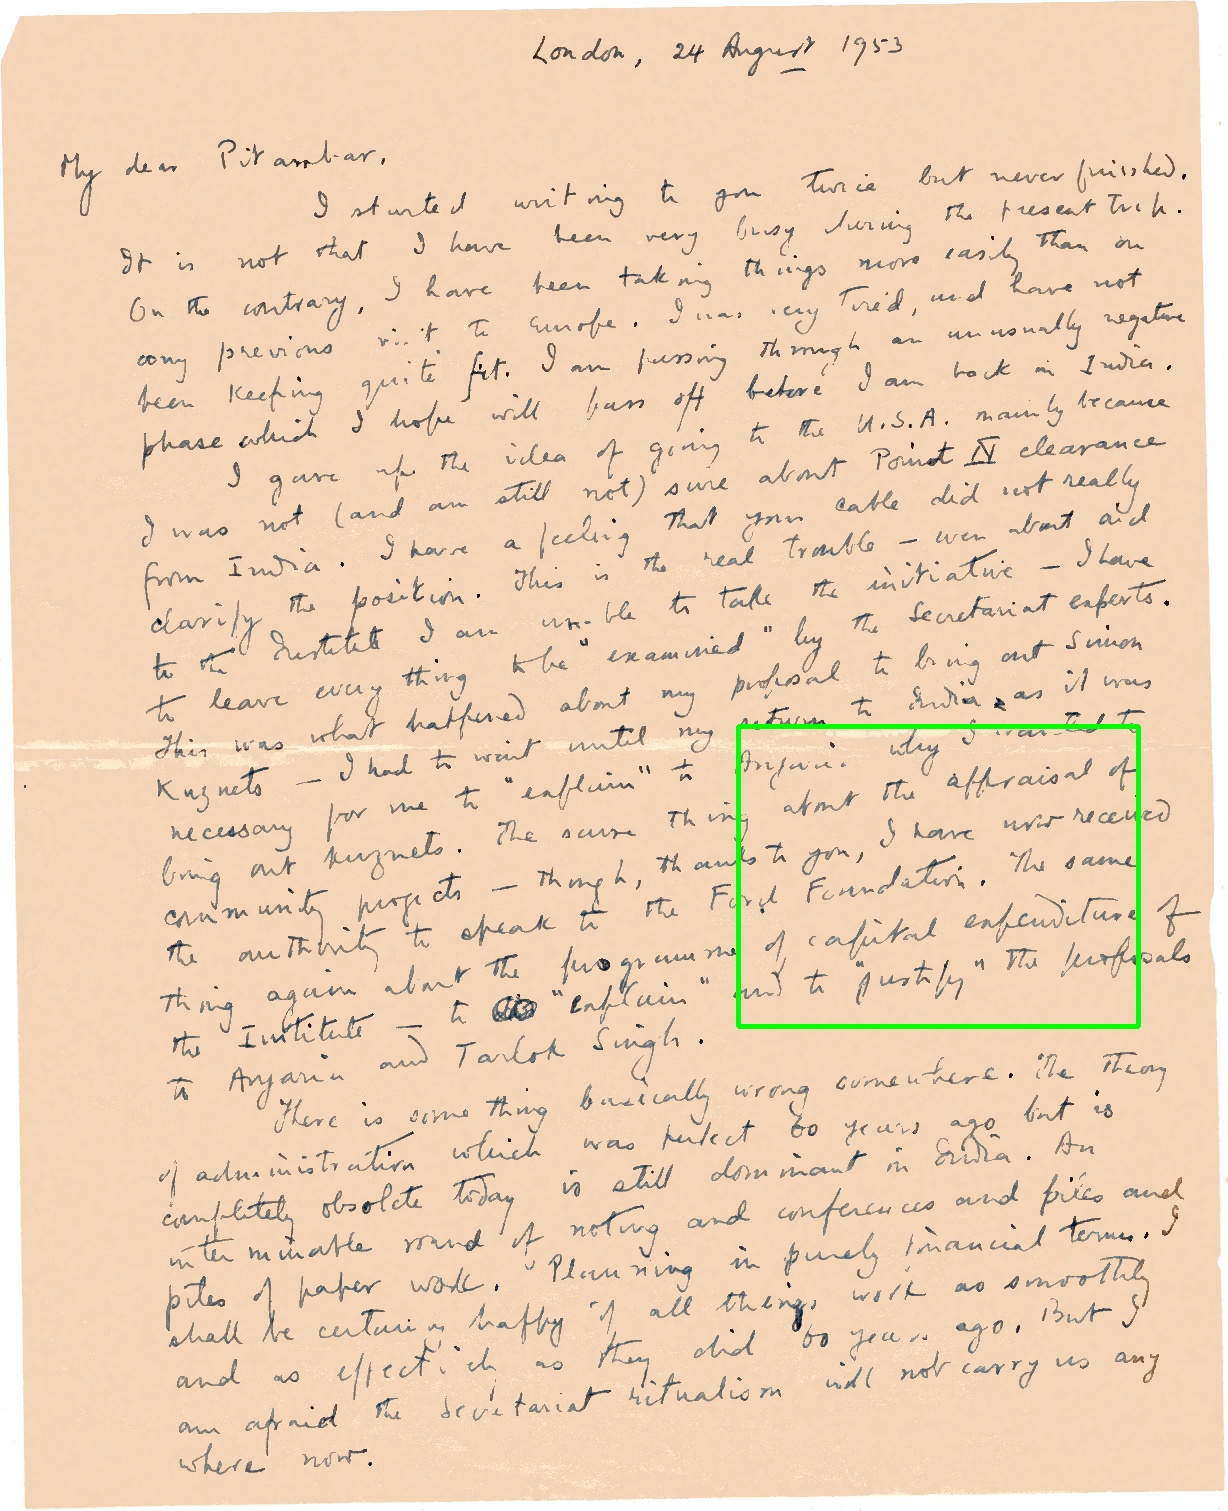 London, 24 August 1953
My dear Pitambar,
I started writing to you twice but never finished.
It is not that I have been very busy during the present trip.
On the contrary, I have been taking things more easily than on
any previous visit to Europe. I was very tired, and have not
been keeping quite fit. I am passing through an unusually negative
phase which I hope will pass off before I am back in India.
I gave up the idea of going to the U.S.A. mainly because
I was not (and am still not) sure about Point IV clearance
from India. I have a feeling that your cable did not really
clarify the position. This is the real trouble – even about aid
to the Institute I am unable to take the initiative – I have
to leave every thing to be "examined" by the Secretariat experts.
This was what happened about my proposal to bring out Simon
Kuznets – I had to wait until my return to India, as it was
necessary for me to "explain" to Anjaria why I wanted to
bring out Kuznets. The same thing about the appraisal of
community projects – though, thanks to you, I have now received
the authority to speak to the Ford Foundation. The same
thing again about the programme of capital expenditure of
the Institute – to "explain" and to "justify" the proposals
to Anjaria and Tarlok Singh.
There is some thing basically wrong somewhere. The theory
of administration which was perfect 60 years ago but is
completely obsolete today is still dominant in India. An
interminable round of noting and conferences and files and
piles of paper work. Planning in purely financial terms. I
shall be certainly happy if all things work as smoothly
and as effectively as they did 60 years ago. But I
am afraid the Secretariat ritualism will not carry us any
where now.